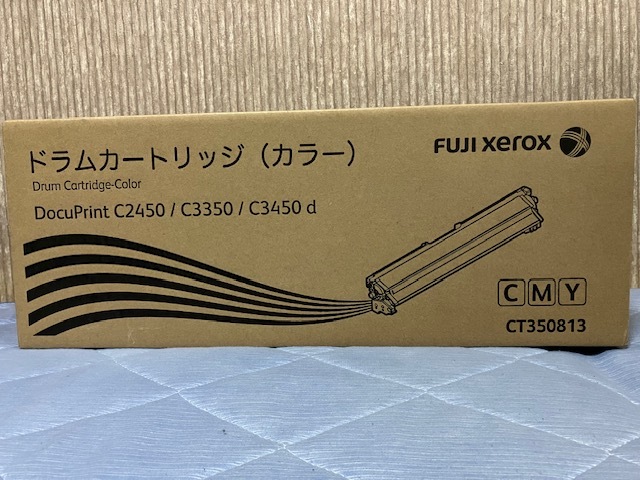 ドラムカートリッジ（カラー）
Drum Cartridge-Color
DocuPrint C2450 / C3350 / C3450 d
FUJI xerox
C M Y
CT350813